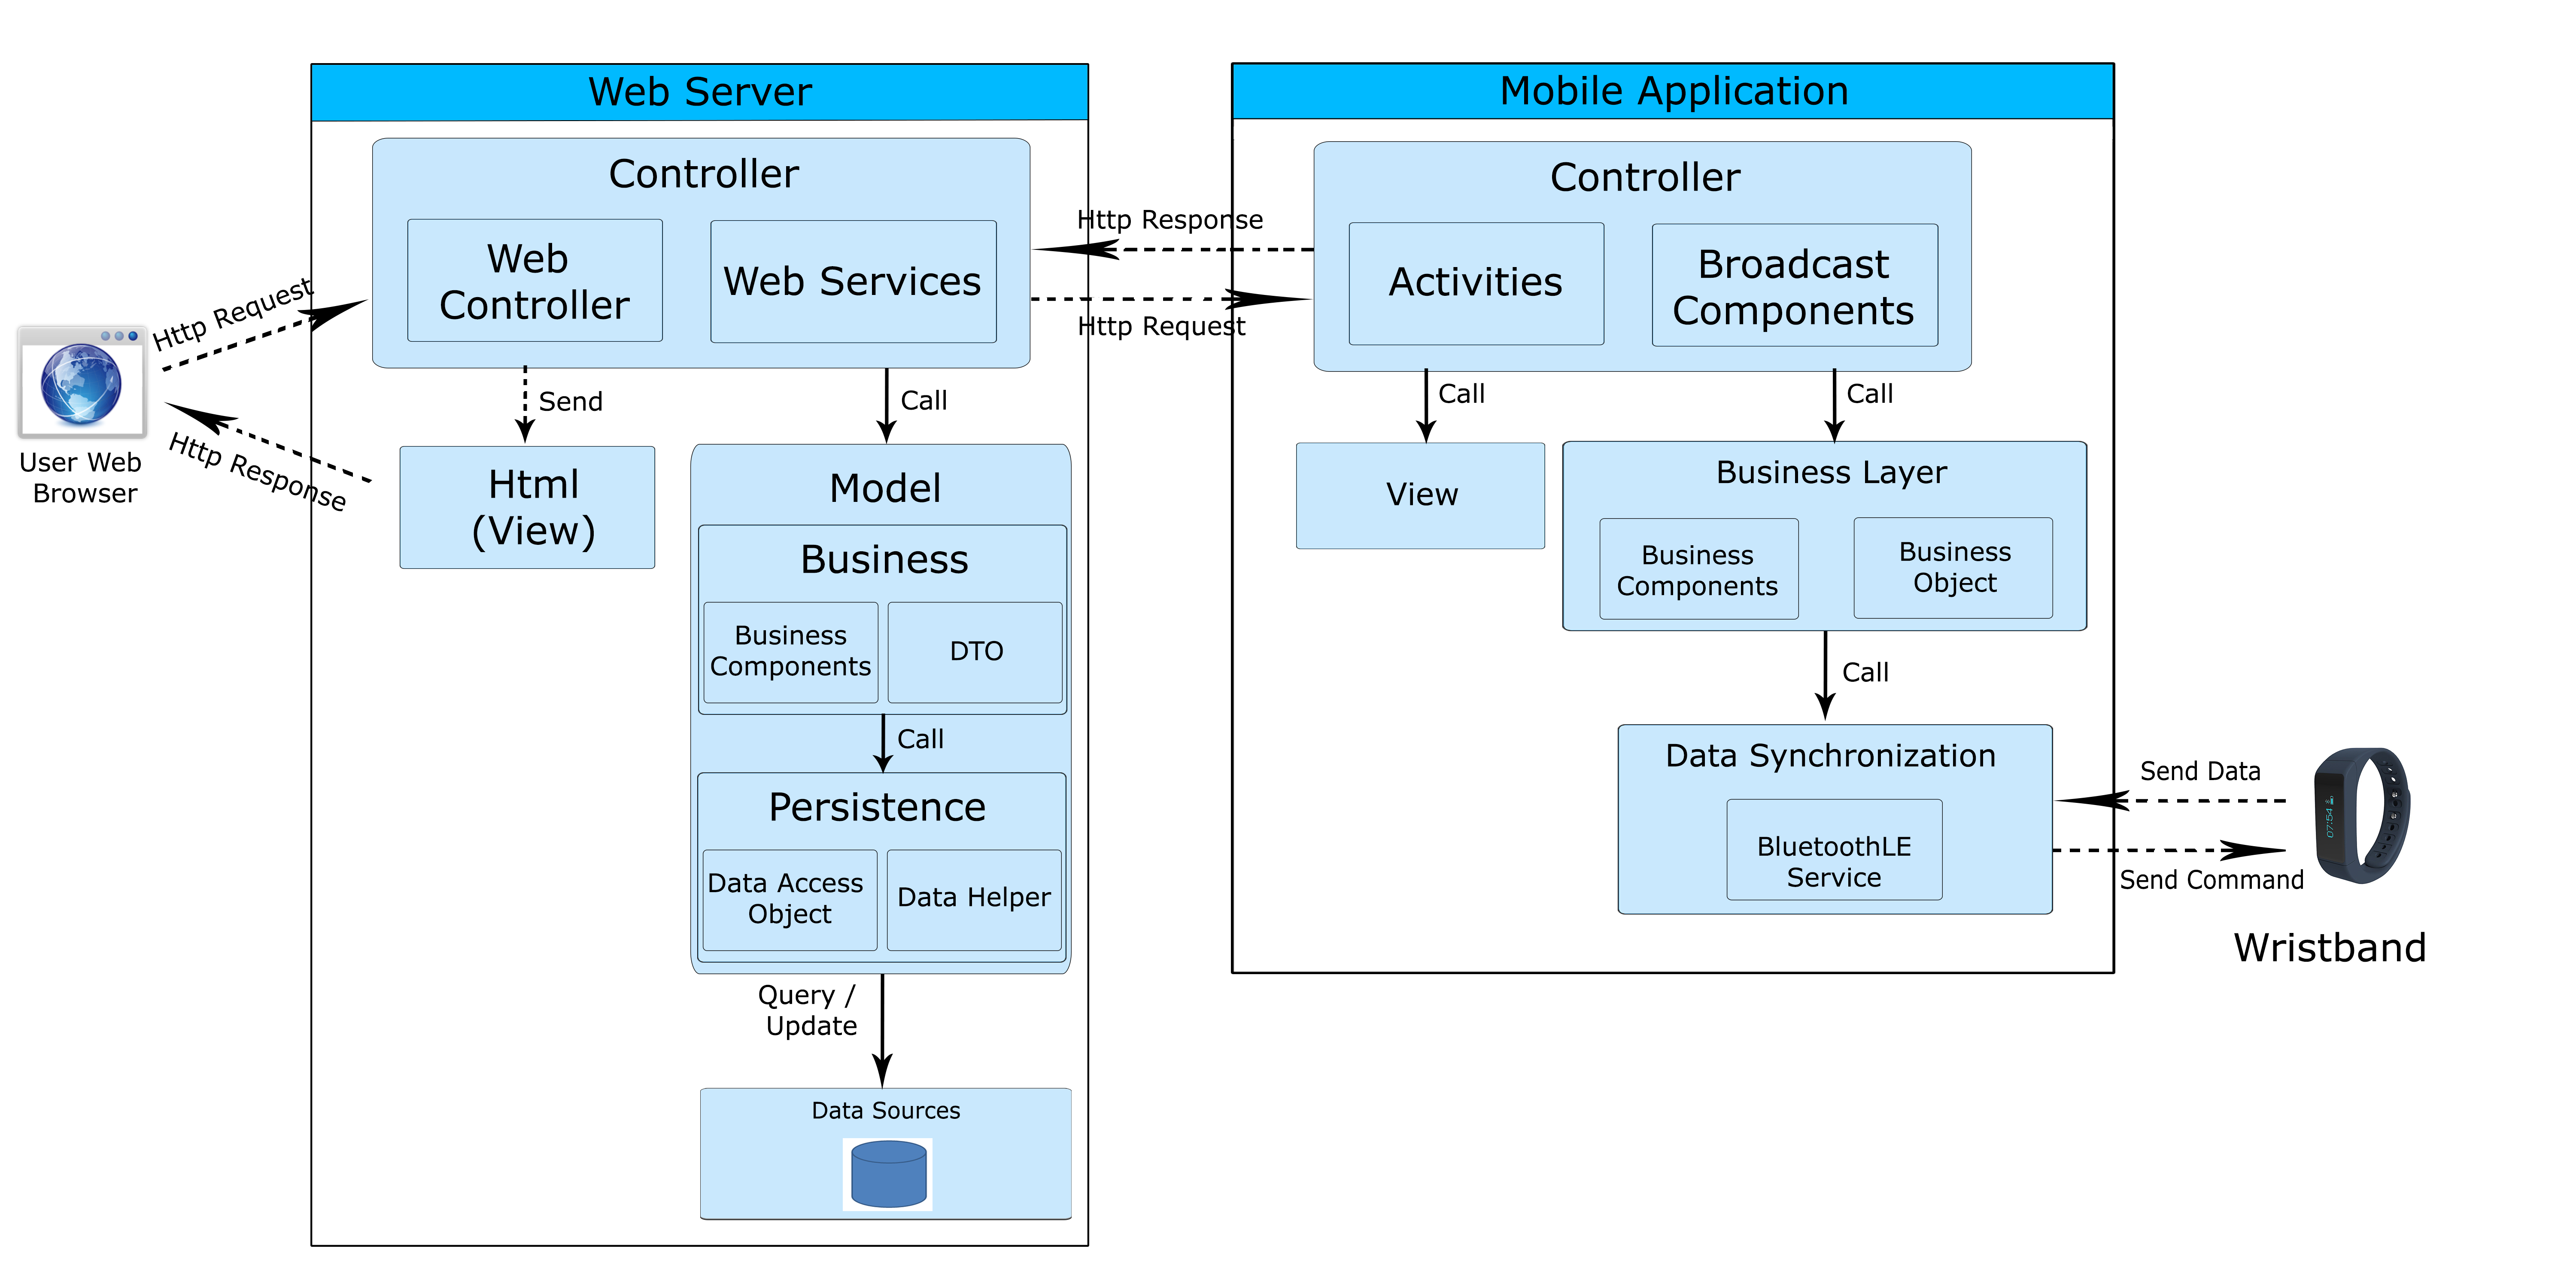 Web Server
Controller
Web
Controller
Web Services
Http Request
Http Response
User Web
Browser
Send
Call
Html
(View)
Model
Business
Business
Components
DTO
Call
Persistence
Data Access
Object
Data Helper
Query /
Update
Data Sources
Http Response
Http Request
Mobile Application
Controller
Activities
Broadcast
Components
Call
Call
View
Business Layer
Business
Components
Business
Object
Call
Data Synchronization
BluetoothLE
Service
Send Data
Send Command
07:54
Wristband